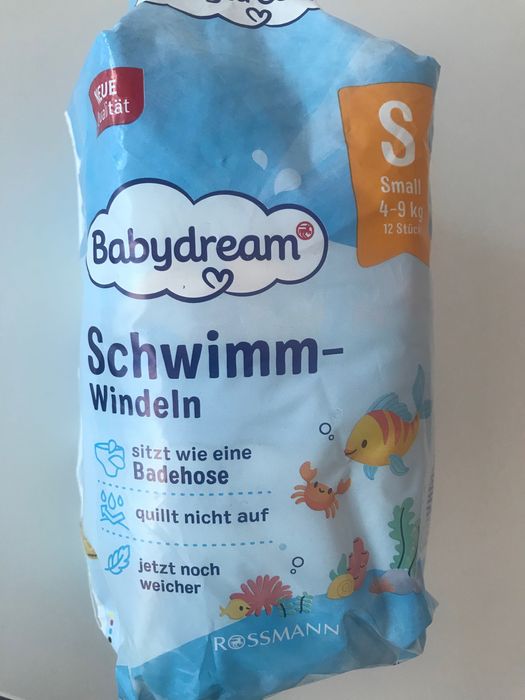 NEUE
Qualität
S
Small
4-9 kg
12 Stück
Babydream
Schwimm-
Windeln
sitzt wie eine
Badehose
quillt nicht auf
jetzt noch
weicher
ROSSMANN